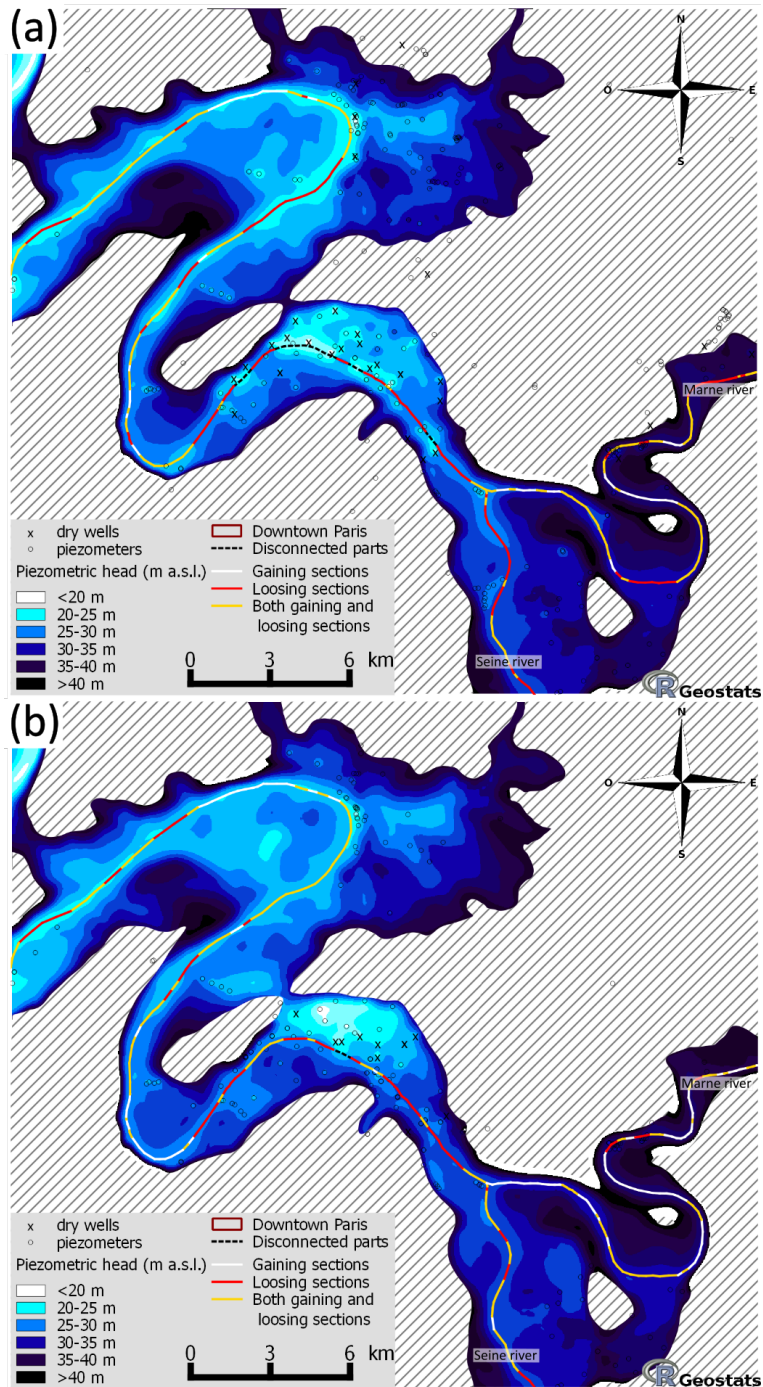 (a)
N
O
E
S
Marne river
x dry wells
o piezometers
Piezometric head (m a.s.l.)
<20 m
20-25 m
25-30 m
30-35 m
35-40 m
>40 m
Downtown Paris
Disconnected parts
Gaining sections
Loosing sections
Both gaining and
loosing sections
0 3 6 km
Seine river
R Geostats
(b)
N
O
E
S
Marne river
x dry wells
o piezometers
Piezometric head (m a.s.l.)
<20 m
20-25 m
25-30 m
30-35 m
35-40 m
>40 m
Downtown Paris
Disconnected parts
Gaining sections
Loosing sections
Both gaining and
loosing sections
0 3 6 km
Seine river
R Geostats